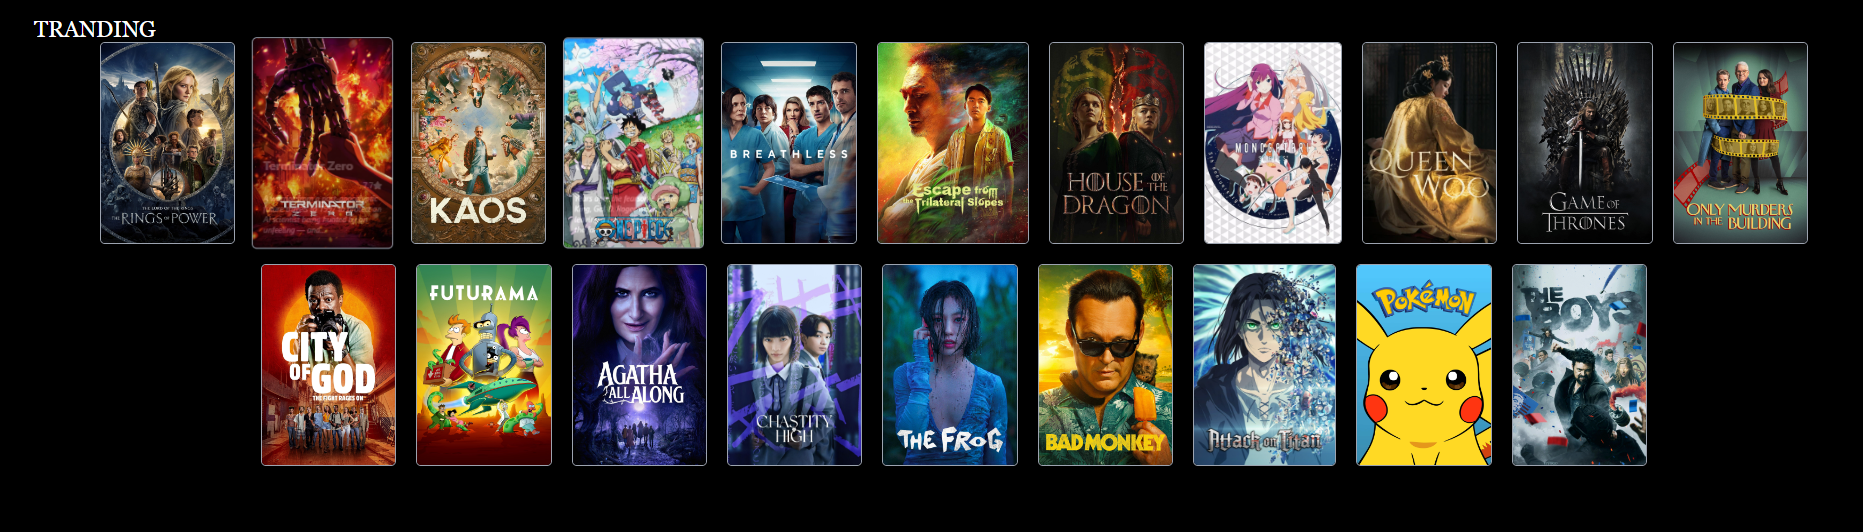 TRANDING
THE LORD OF THE RINGS
THE RINGS OF POWER
Terminator Zero
TERMINATOR
ZERO
KAOS
ONE PIECE
BREATHLESS
Escape from
the Trilateral Slopes
HOUSE OF THE
DRAGON
MONOGATARI
QUEEN
WOO
GAME OF
THRONES
ONLY MURDERS
IN THE BUILDING
CITY
OF GOD
THE FIGHT RAGES ON
FUTURAMA
AGATHA
ALL ALONG
CHASTITY
HIGH
THE FROG
BAD MONKEY
Attack on Titan
POKéMON
THE
BOYS